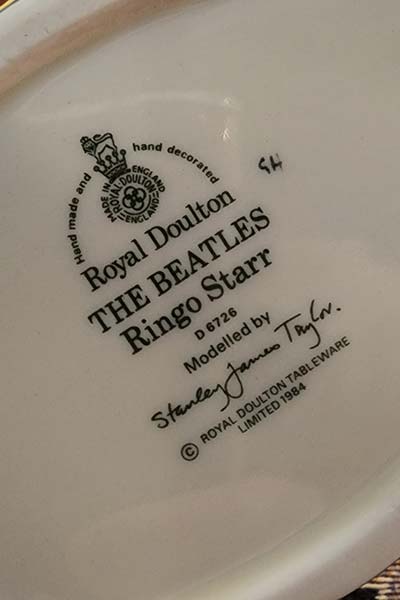 Hand made and hand decorated
MADE IN ENGLAND
ROYAL DOULTON
ENGLAND
GH
Royal Doulton
THE BEATLES
Ringo Starr
D 6726
Modelled by
Stanley James Taylor.
© ROYAL DOULTON TABLEWARE
LIMITED 1984